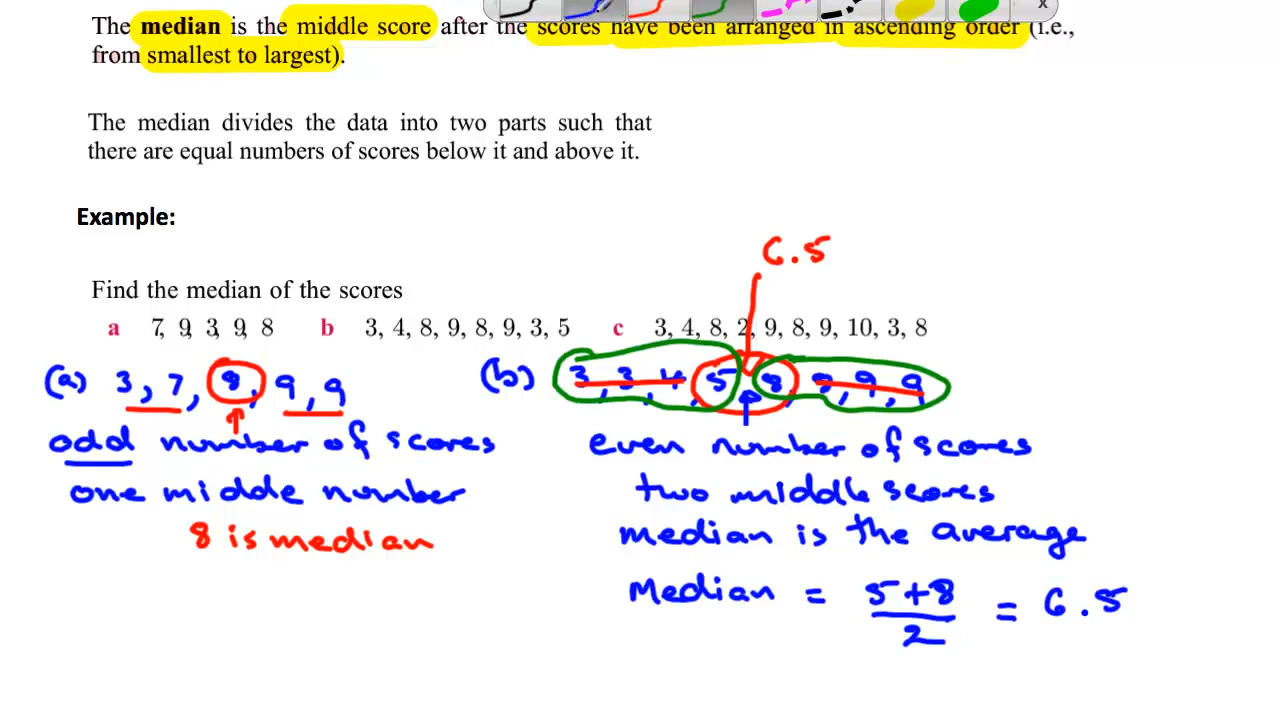 The median is the middle score after the scores have been arranged in ascending order (i.e.,
from smallest to largest).
The median divides the data into two parts such that
there are equal numbers of scores below it and above it.
Example:
6.5
Find the median of the scores
a 7, 9, 3, 9, 8 b 3, 4, 8, 9, 8, 9, 3, 5 c 3, 4, 8, 2, 9, 8, 9, 10, 3, 8
(a) 3, 7, 8, 9, 9 (b) 3, 3, 4, 5, 8, 8, 9, 9
odd number of scores even number of scores
one middle number two middle scores
8 is median median is the average
Median = 5+8 = 6.5
2
x